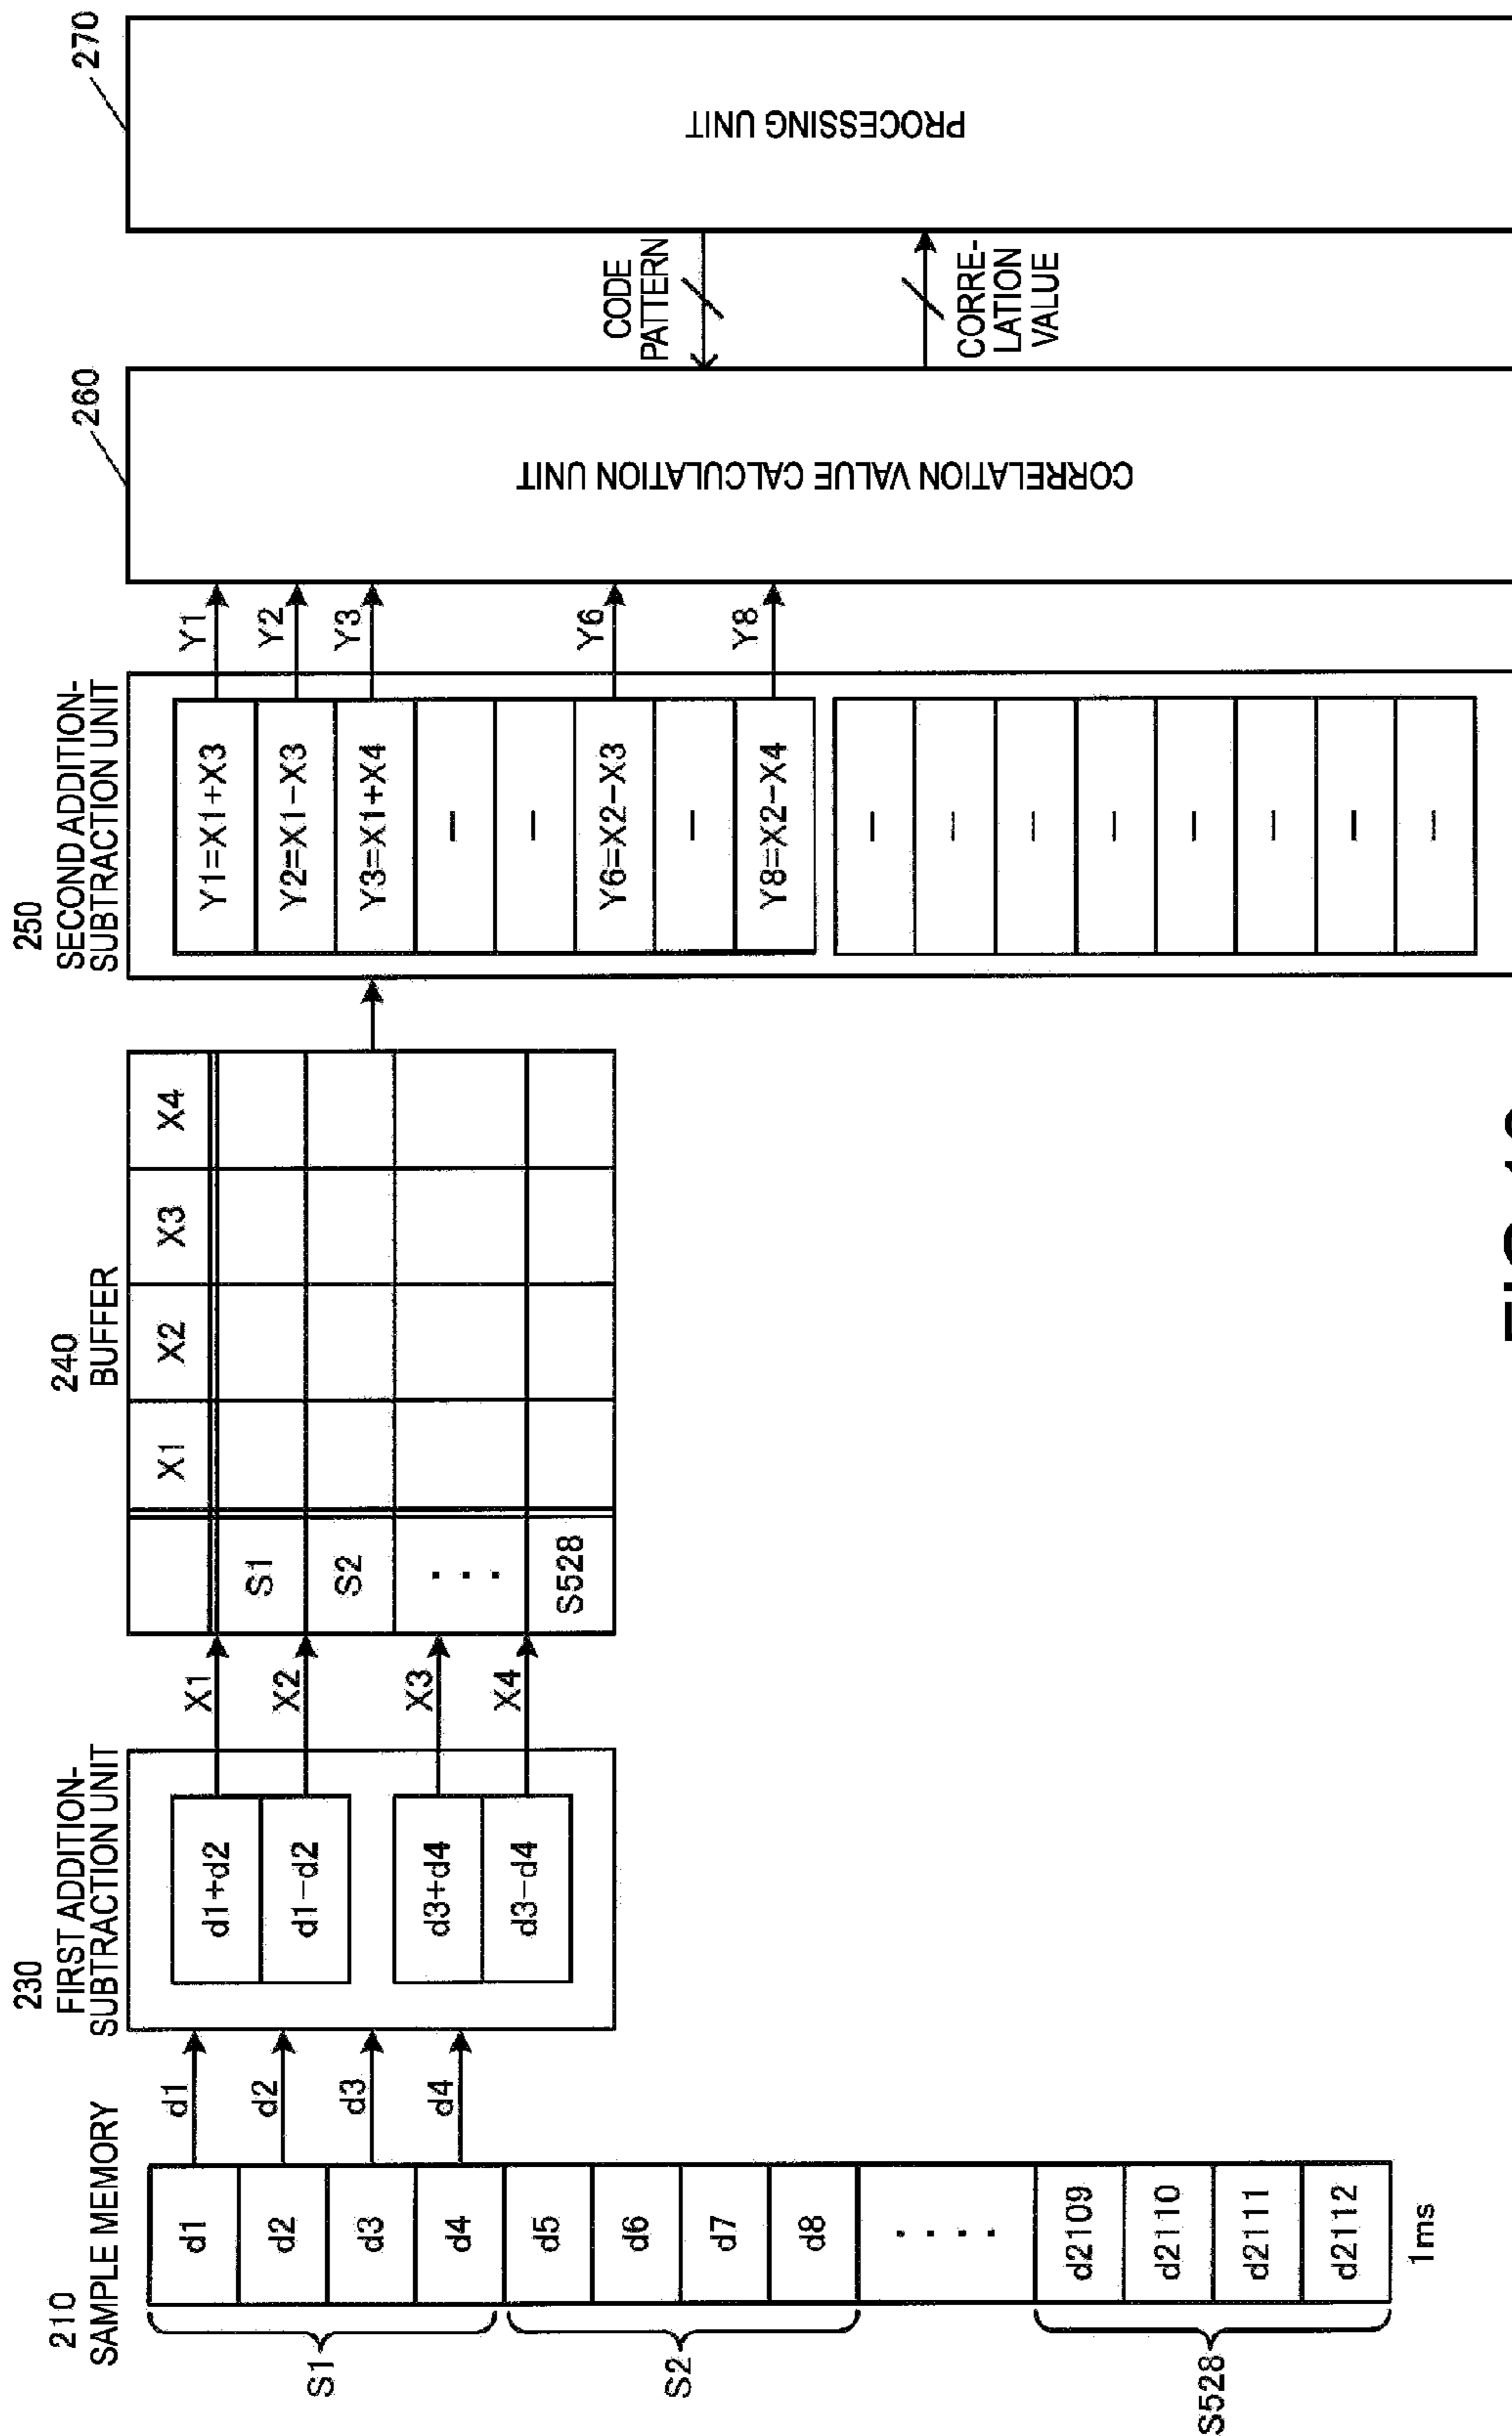 210
SAMPLE MEMORY
d1
d2
d3
d4
d5
d6
d7
d8
....
d2109
d2110
d2111
d2112
1ms
S1
S2
S528
d1
d2
d3
d4
230
FIRST ADDITION-
SUBTRACTION UNIT
d1+d2
d1-d2
d3+d4
d3-d4
X1
X2
X3
X4
240
BUFFER
X1 X2 X3 X4
S1
S2
...
S528
250
SECOND ADDITION-
SUBTRACTION UNIT
Y1=X1+X3
Y2=X1-X3
Y3=X1+X4
-
-
Y6=X2-X3
-
Y8=X2-X4
-
-
-
-
-
-
-
-
Y1
Y2
Y3
Y6
Y8
260
CORRELATION VALUE CALCULATION UNIT
CODE
PATTERN
CORRE-
LATION
VALUE
270
PROCESSING UNIT